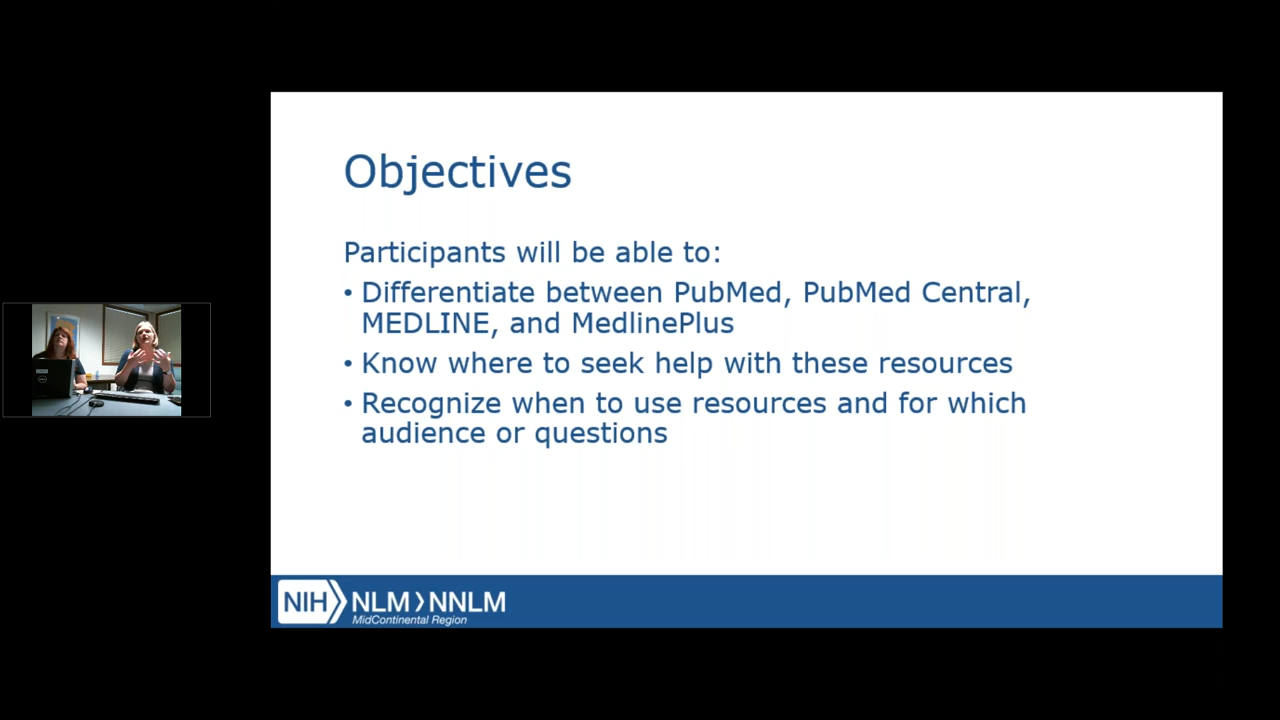 Objectives
Participants will be able to:
• Differentiate between PubMed, PubMed Central,
MEDLINE, and MedlinePlus
• Know where to seek help with these resources
• Recognize when to use resources and for which
audience or questions
NIH NLM NNLM
MidContinental Region